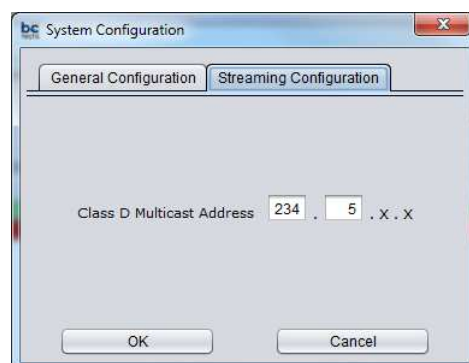 bc System Configuration
General Configuration Streaming Configuration
Class D Multicast Address 234 . 5 . x . x
OK Cancel